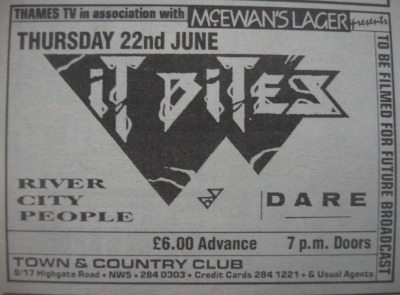 THAMES TV in association with McEWAN'S LAGER presents
THURSDAY 22nd JUNE
iT BiTES
RIVER
CITY
PEOPLE
DARE
£6.00 Advance 7 p.m. Doors
TOWN & COUNTRY CLUB
9/17 Highgate Road • NW5 • 284 0303 • Credit Cards 284 1221 • & Usual Agents
TO BE FILMED FOR FUTURE BROADCAST